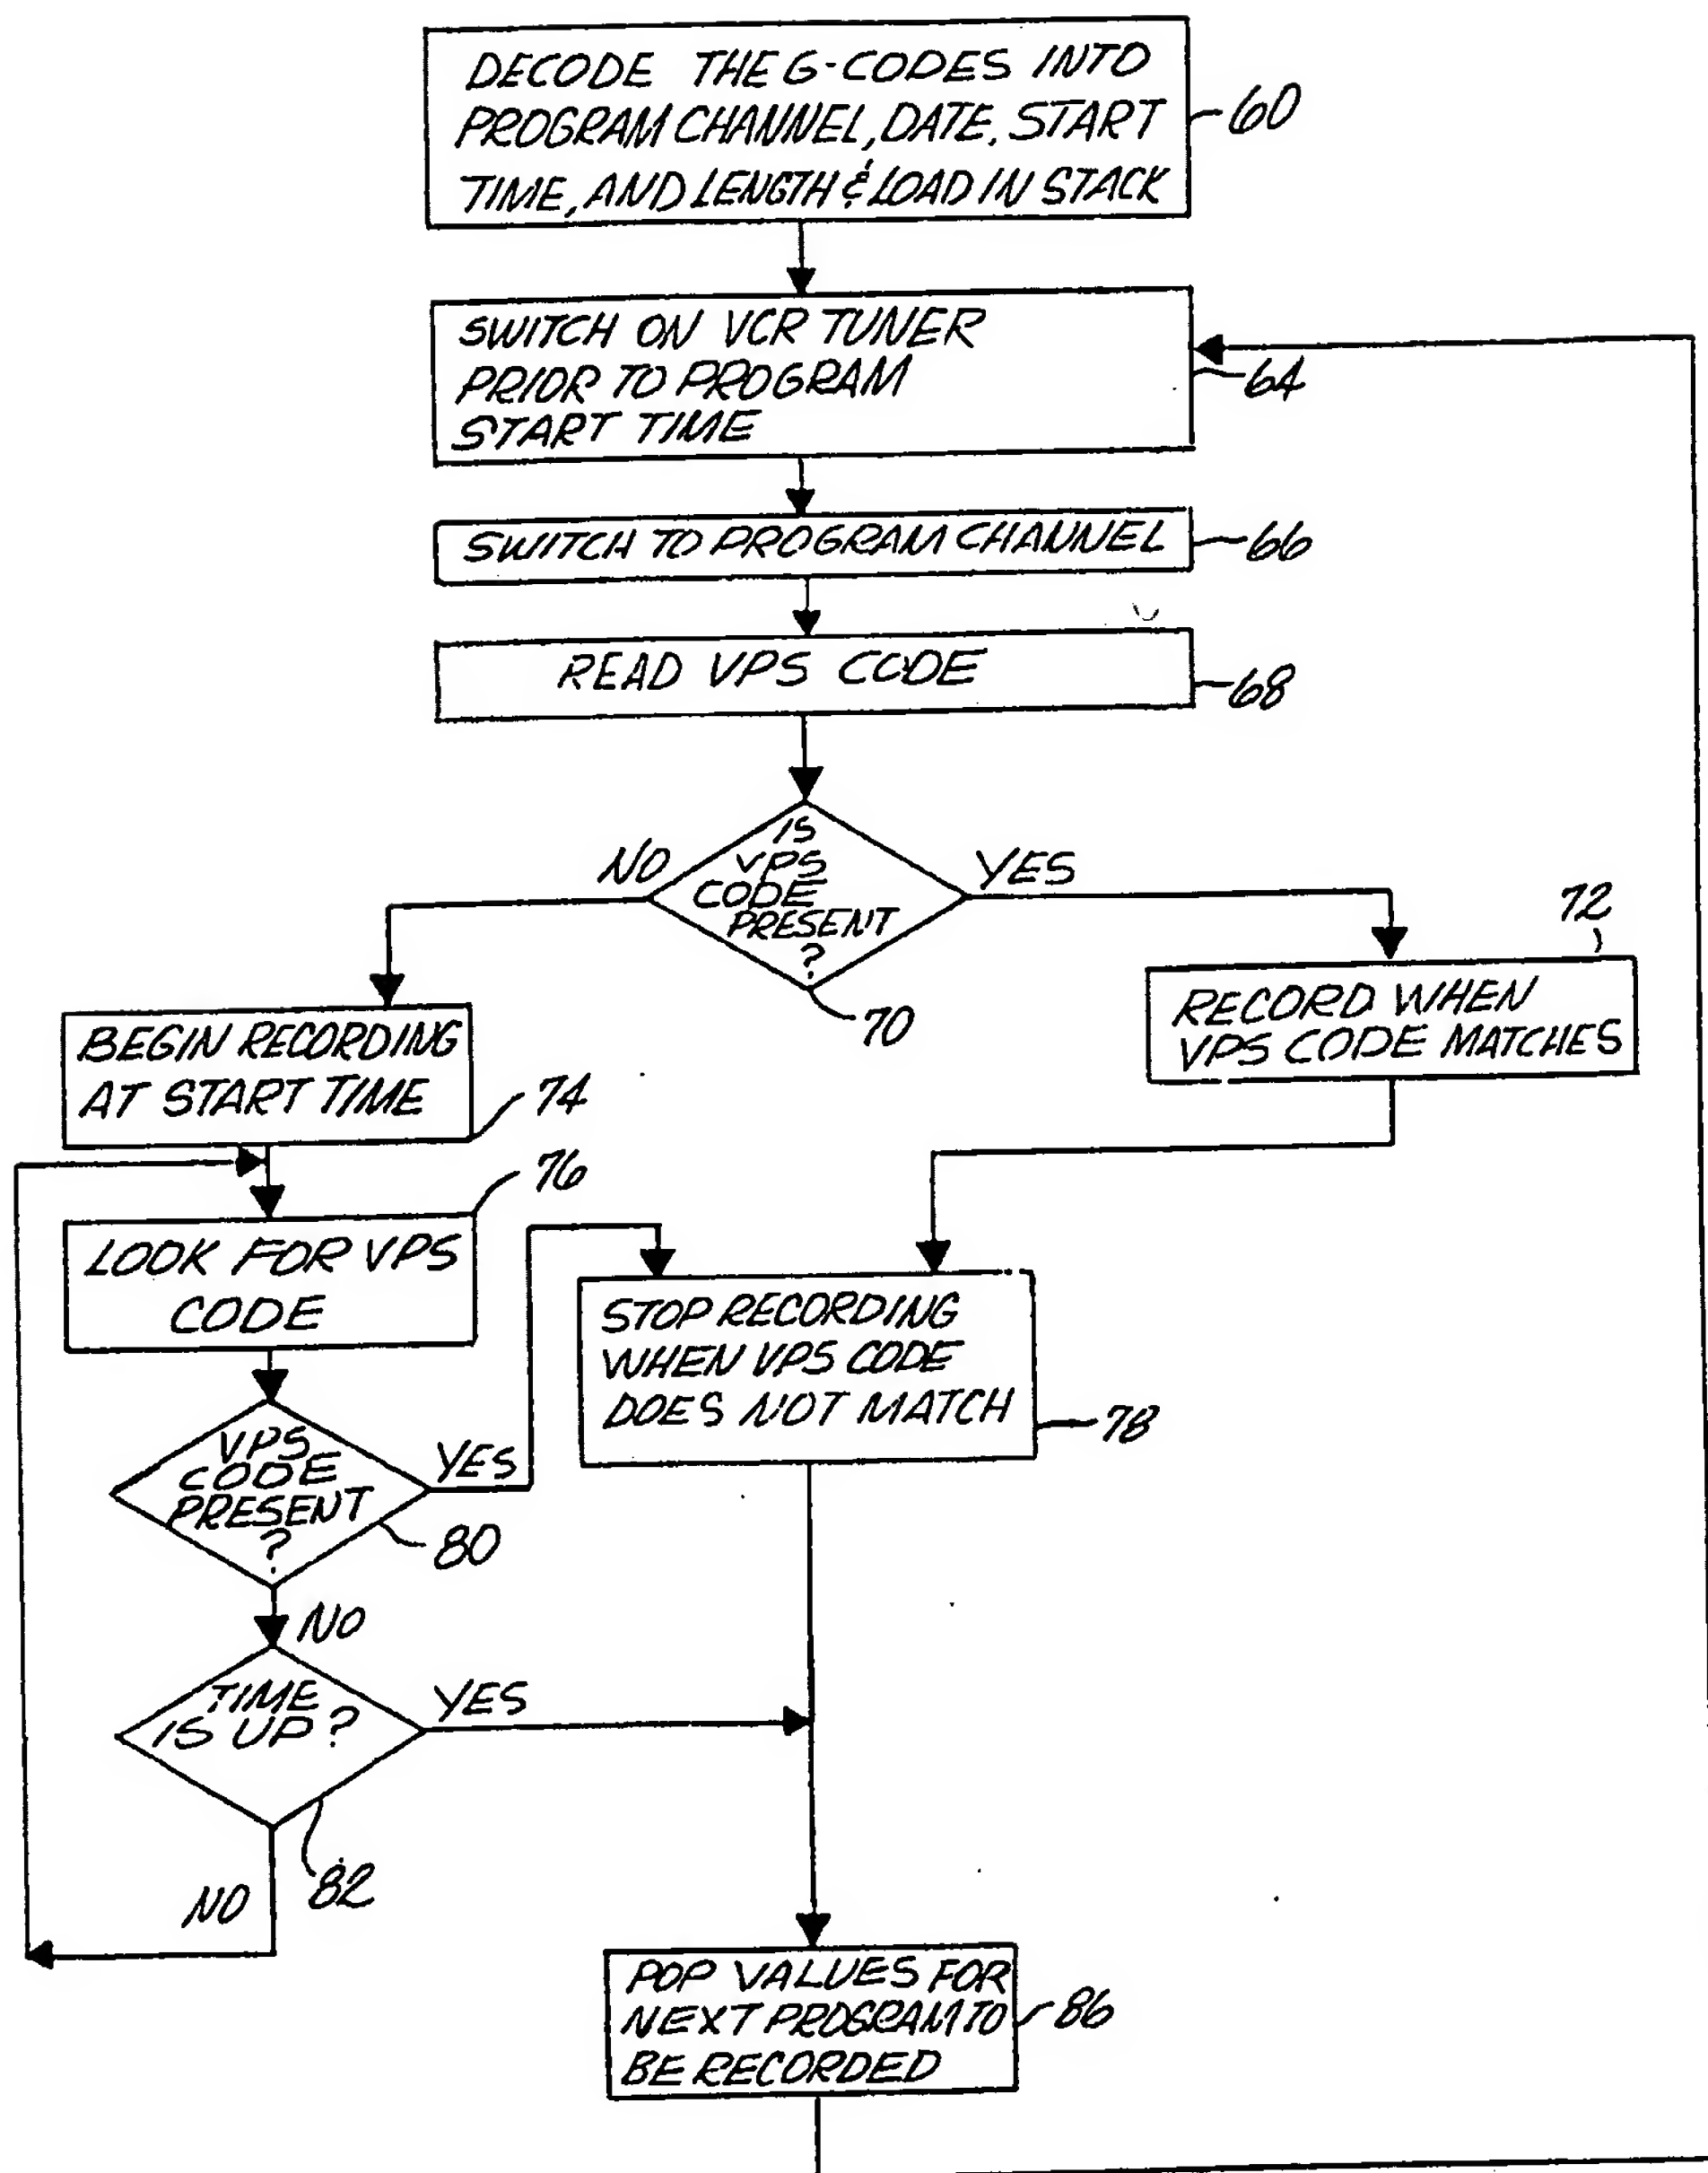 DECODE THE G-CODES INTO
PROGRAM CHANNEL, DATE, START
TIME, AND LENGTH & LOAD IN STACK
60
SWITCH ON VCR TUNER
PRIOR TO PROGRAM
START TIME
64
SWITCH TO PROGRAM CHANNEL
66
READ VPS CODE
68
IS
VPS
CODE
PRESENT
?
NO
YES
70
72
RECORD WHEN
VPS CODE MATCHES
BEGIN RECORDING
AT START TIME
74
76
LOOK FOR VPS
CODE
STOP RECORDING
WHEN VPS CODE
DOES NOT MATCH
78
VPS
CODE
PRESENT
?
YES
80
NO
TIME
IS UP?
YES
82
NO
POP VALUES FOR
NEXT PROGRAM TO
BE RECORDED
86